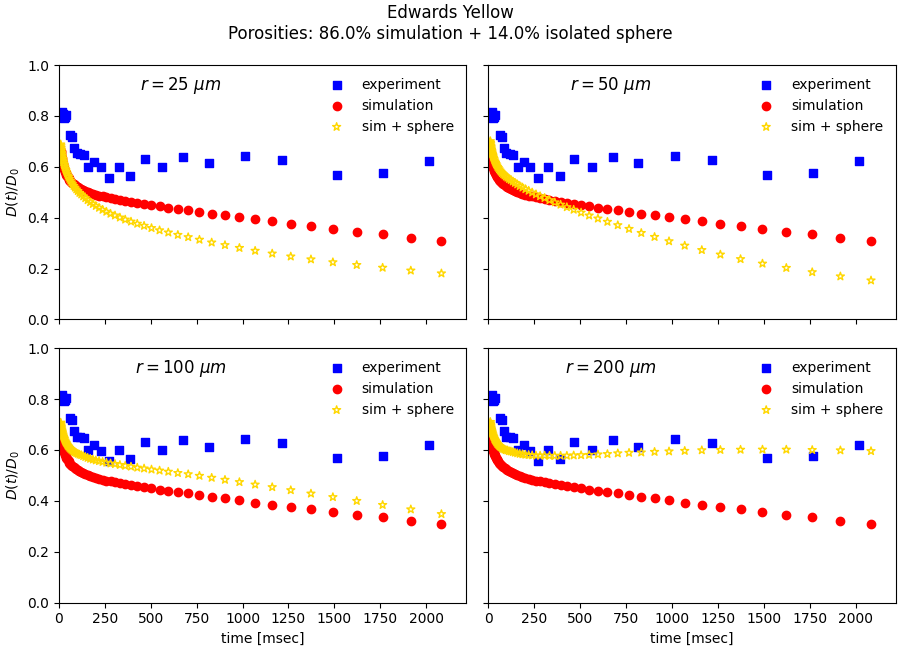 Edwards Yellow
Porosities: 86.0% simulation + 14.0% isolated sphere
1.0
0.8
0.6
0.4
0.2
0.0
D(t)/D₀
r = 25 μm
experiment
simulation
sim + sphere
r = 50 μm
experiment
simulation
sim + sphere
1.0
0.8
0.6
0.4
0.2
0.0
D(t)/D₀
r = 100 μm
experiment
simulation
sim + sphere
r = 200 μm
experiment
simulation
sim + sphere
0 250 500 750 1000 1250 1500 1750 2000
time [msec]
0 250 500 750 1000 1250 1500 1750 2000
time [msec]